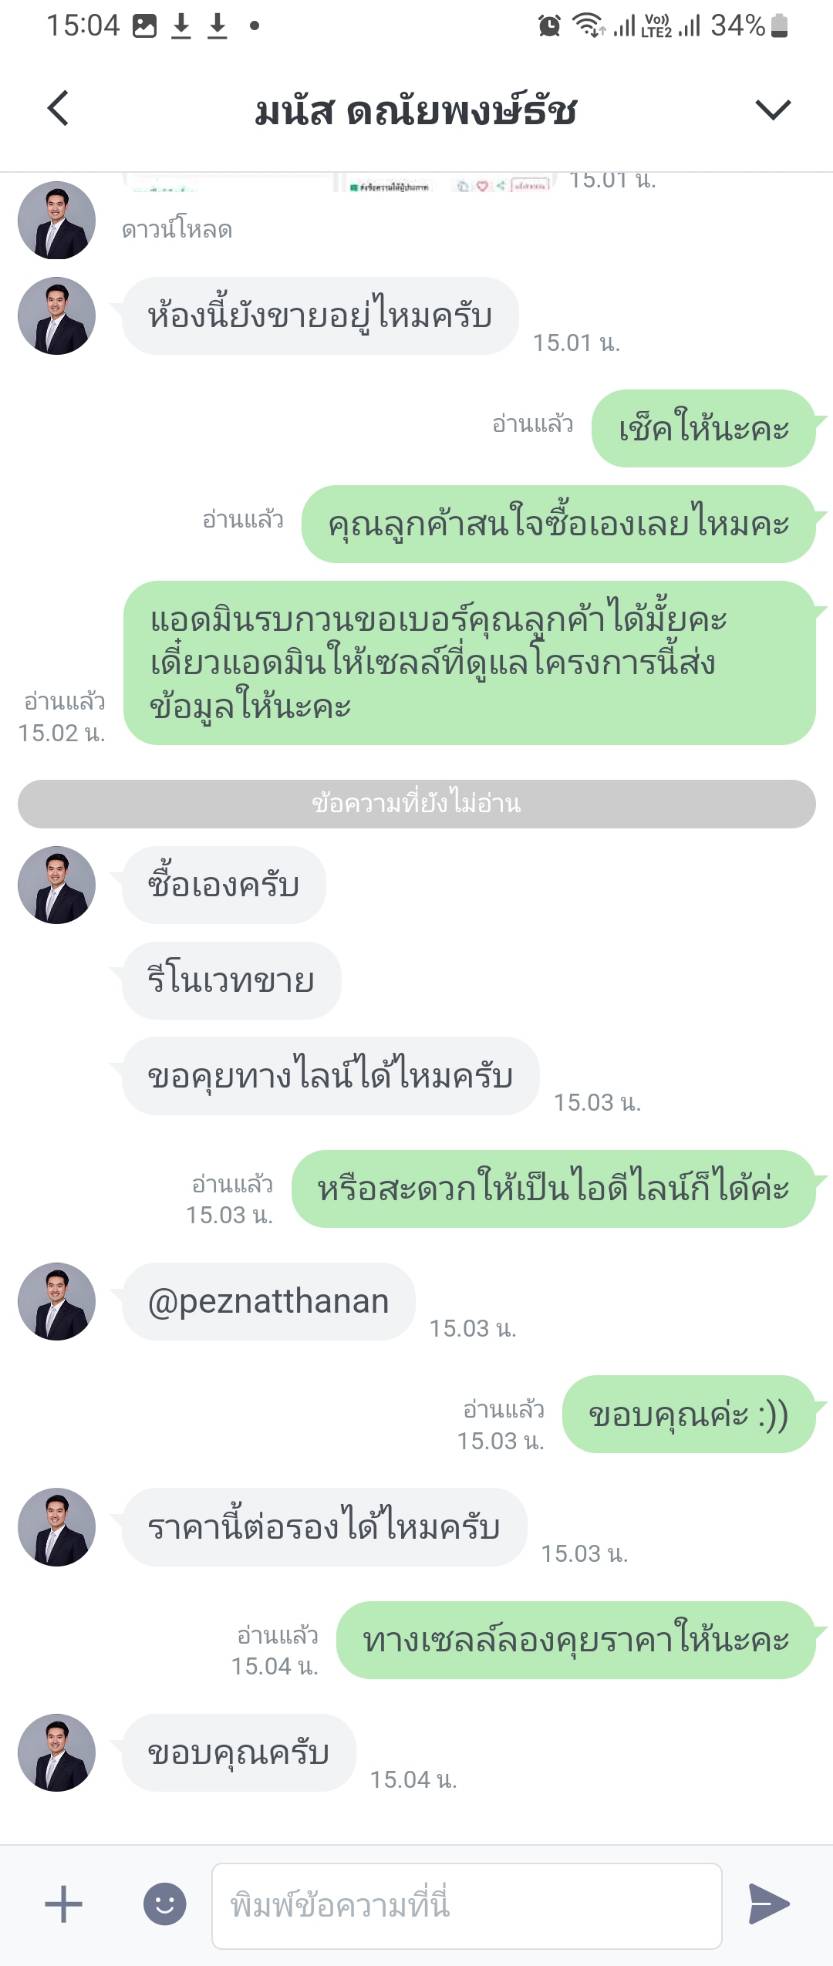 15:04
Vo))
LTE2
34%
มนัส ดณัยพงษ์ธัช
15.01 น.
ดาวน์โหลด
ห้องนี้ยังขายอยู่ไหมครับ
15.01 น.
อ่านแล้ว
เช็คให้นะคะ
อ่านแล้ว
คุณลูกค้าสนใจซื้อเองเลยไหมคะ
แอดมินรบกวนขอเบอร์คุณลูกค้าได้มั้ยคะ
เดี๋ยวแอดมินให้เซลล์ที่ดูแลโครงการนี้ส่ง
ข้อมูลให้นะคะ
อ่านแล้ว
15.02 น.
ข้อความที่ยังไม่อ่าน
ซื้อเองครับ
รีโนเวทขาย
ขอคุยทางไลน์ได้ไหมครับ
15.03 น.
อ่านแล้ว
15.03 น.
หรือสะดวกให้เป็นไอดีไลน์ก็ได้ค่ะ
@peznatthanan
15.03 น.
อ่านแล้ว
15.03 น.
ขอบคุณค่ะ :))
ราคานี้ต่อรองได้ไหมครับ
15.03 น.
อ่านแล้ว
15.04 น.
ทางเซลล์ลองคุยราคาให้นะคะ
ขอบคุณครับ
15.04 น.
พิมพ์ข้อความที่นี่